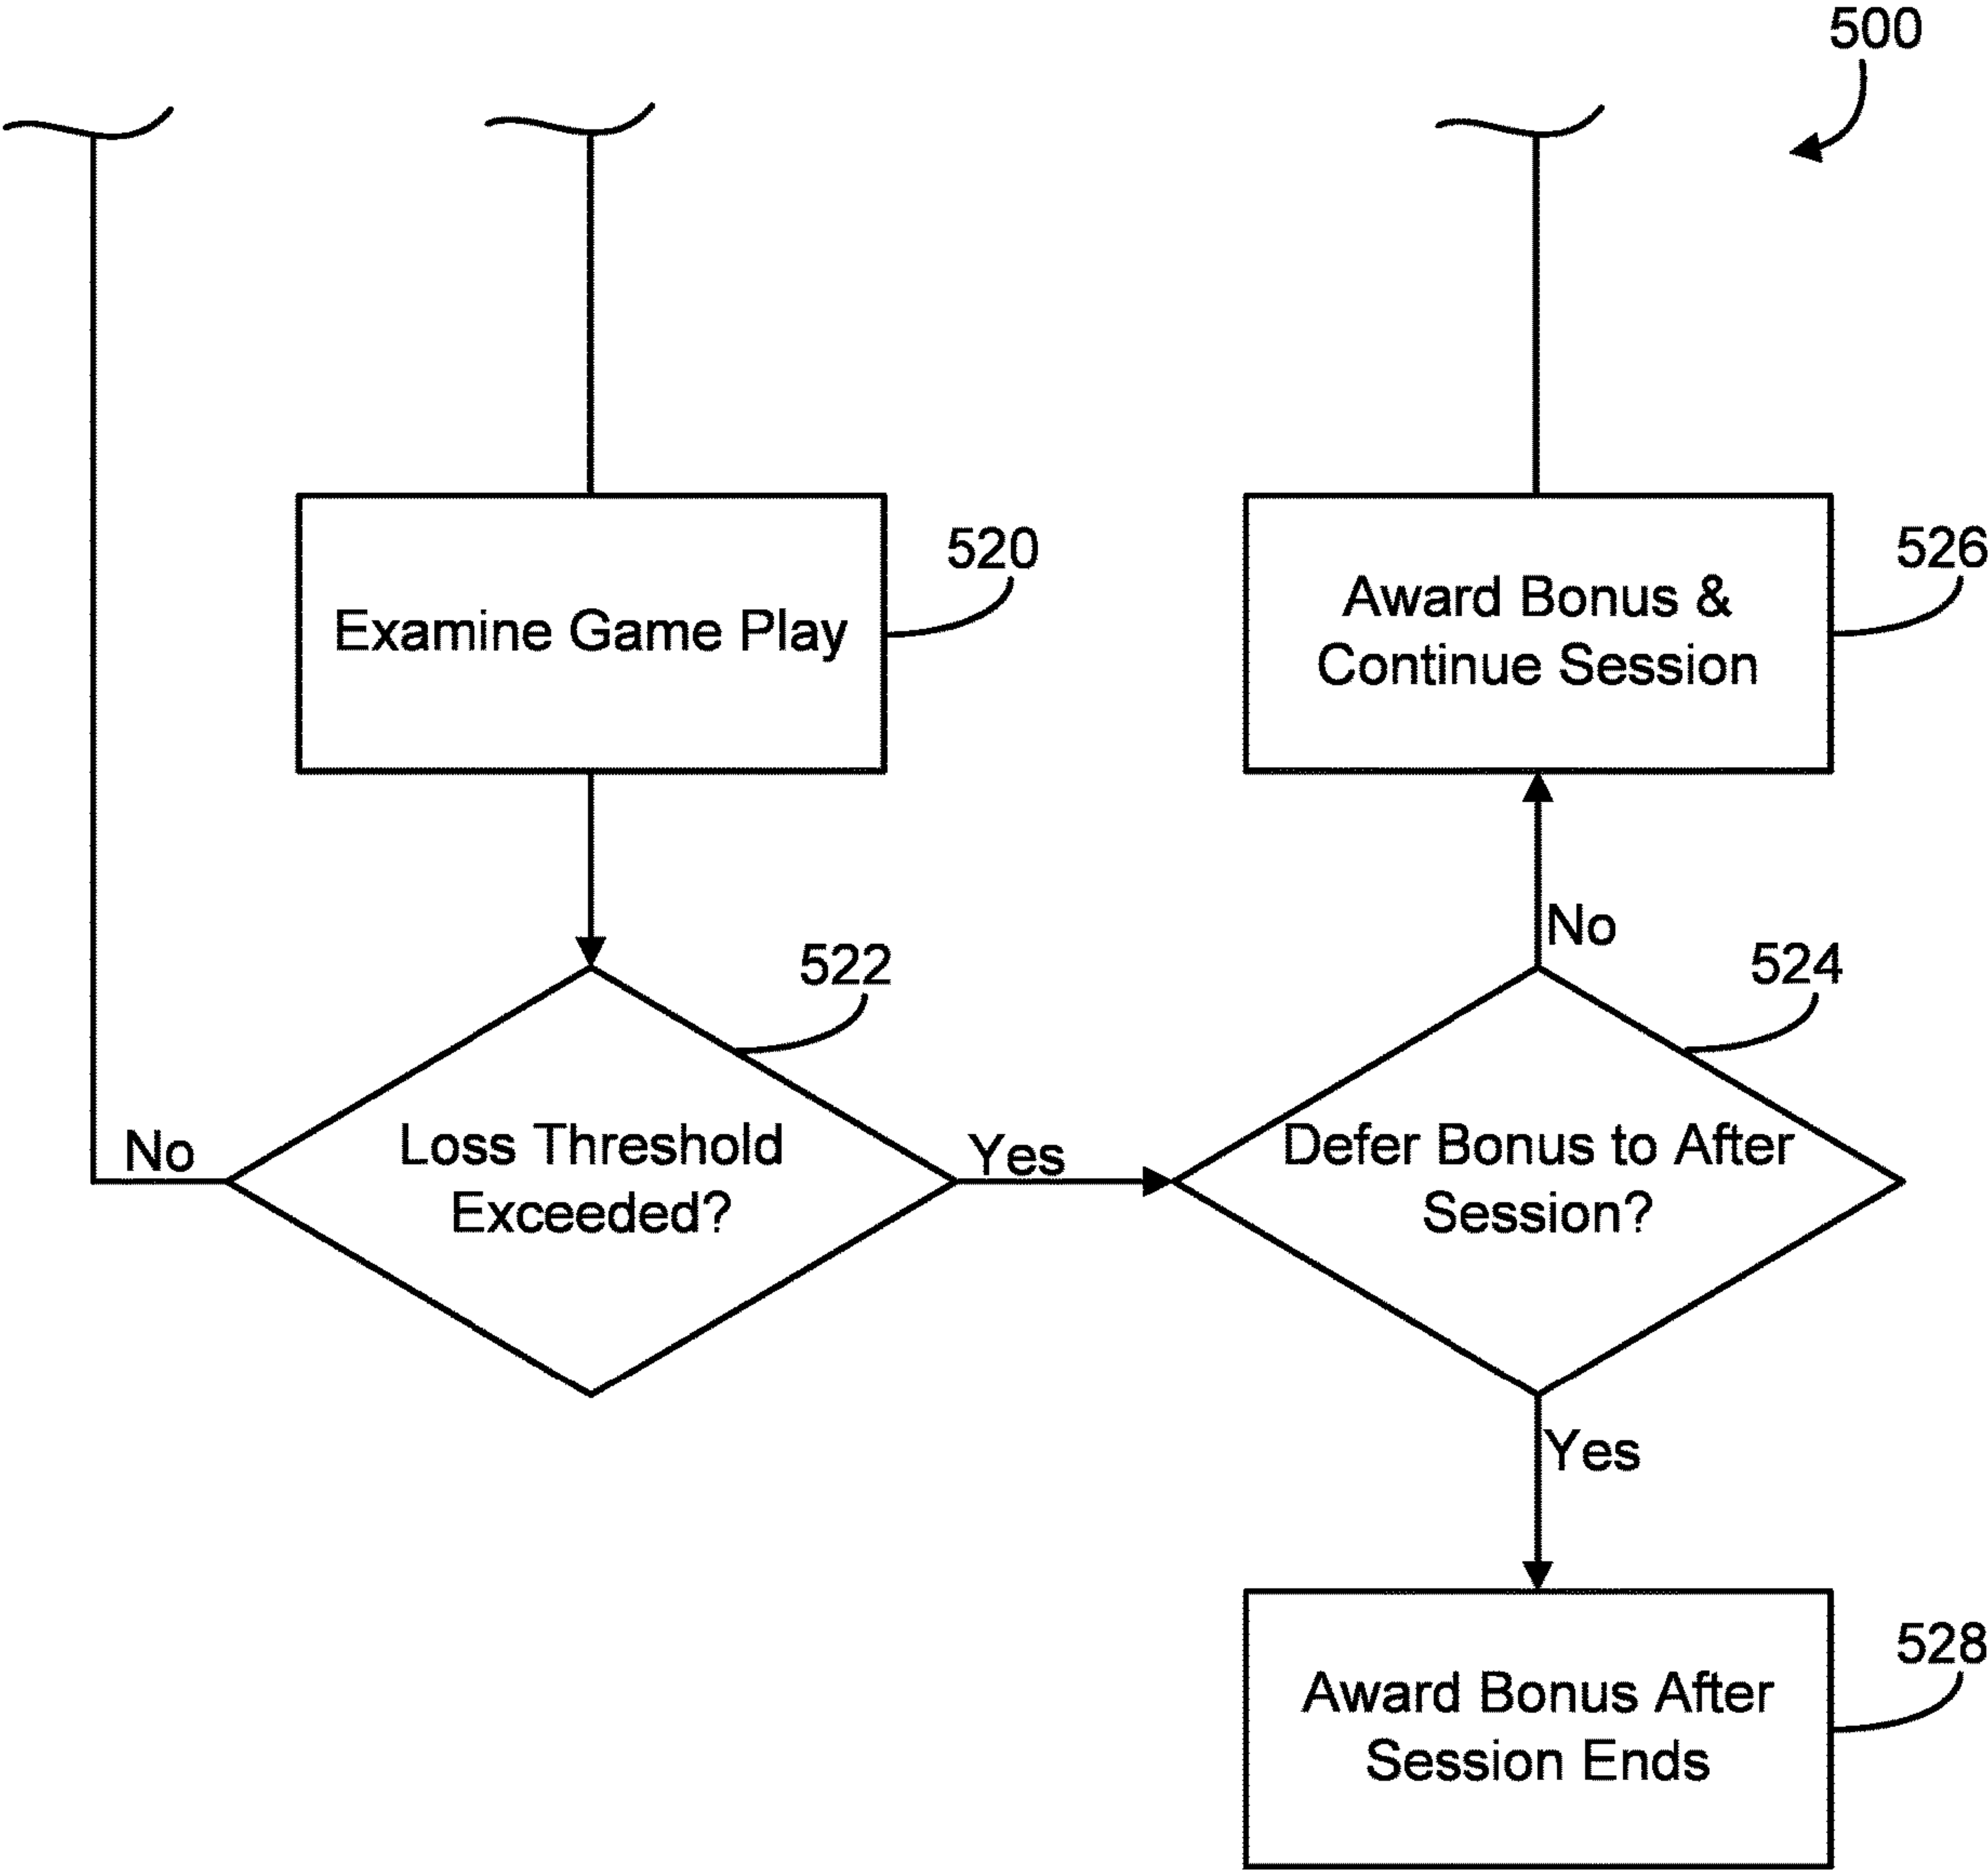 500
Examine Game Play
520
Award Bonus &
Continue Session
526
No
522
524
No
Loss Threshold
Exceeded?
Yes
Defer Bonus to After
Session?
Yes
Award Bonus After
Session Ends
528